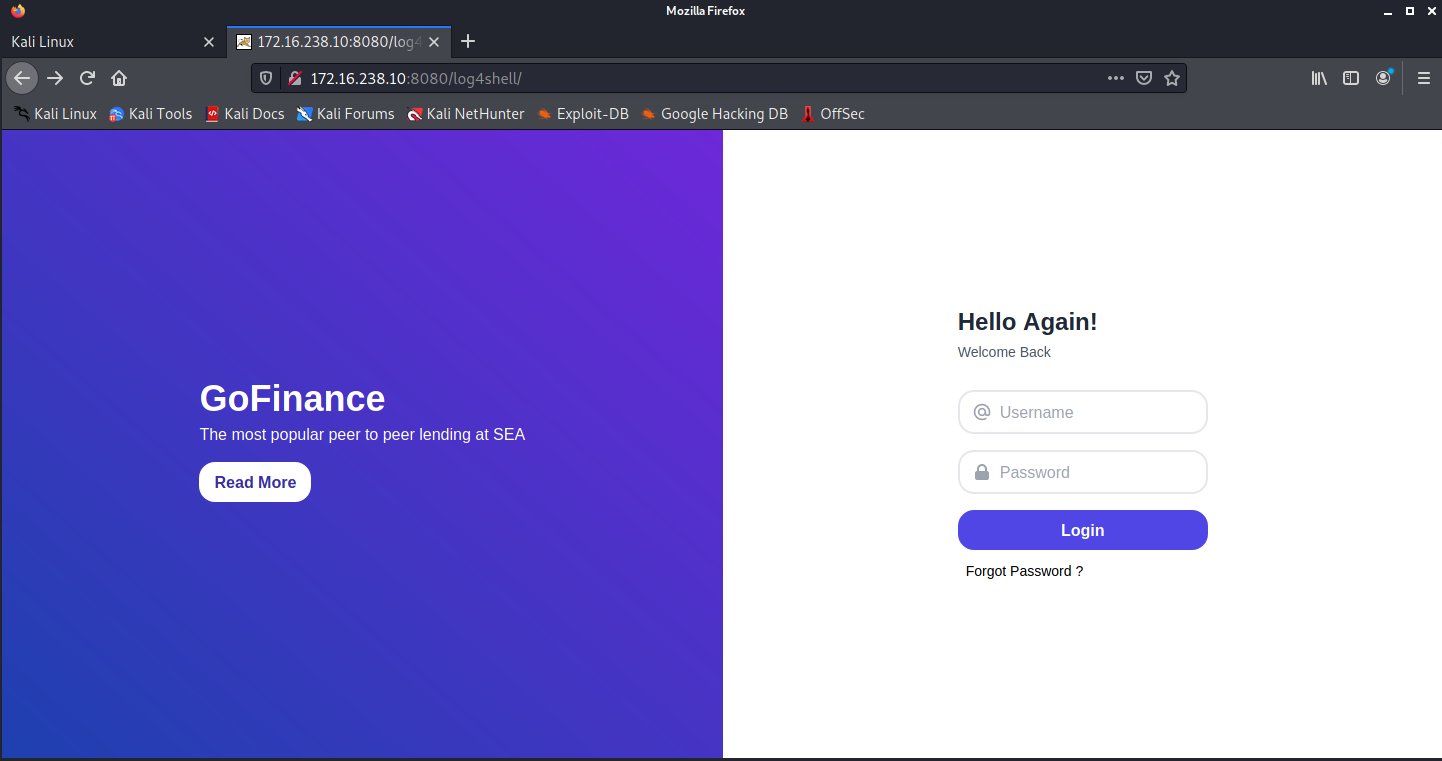 Mozilla Firefox
Kali Linux
172.16.238.10:8080/log4
172.16.238.10:8080/log4shell/
Kali Linux Kali Tools Kali Docs Kali Forums Kali NetHunter Exploit-DB Google Hacking DB OffSec
GoFinance
The most popular peer to peer lending at SEA
Read More
Hello Again!
Welcome Back
Username
Password
Login
Forgot Password ?